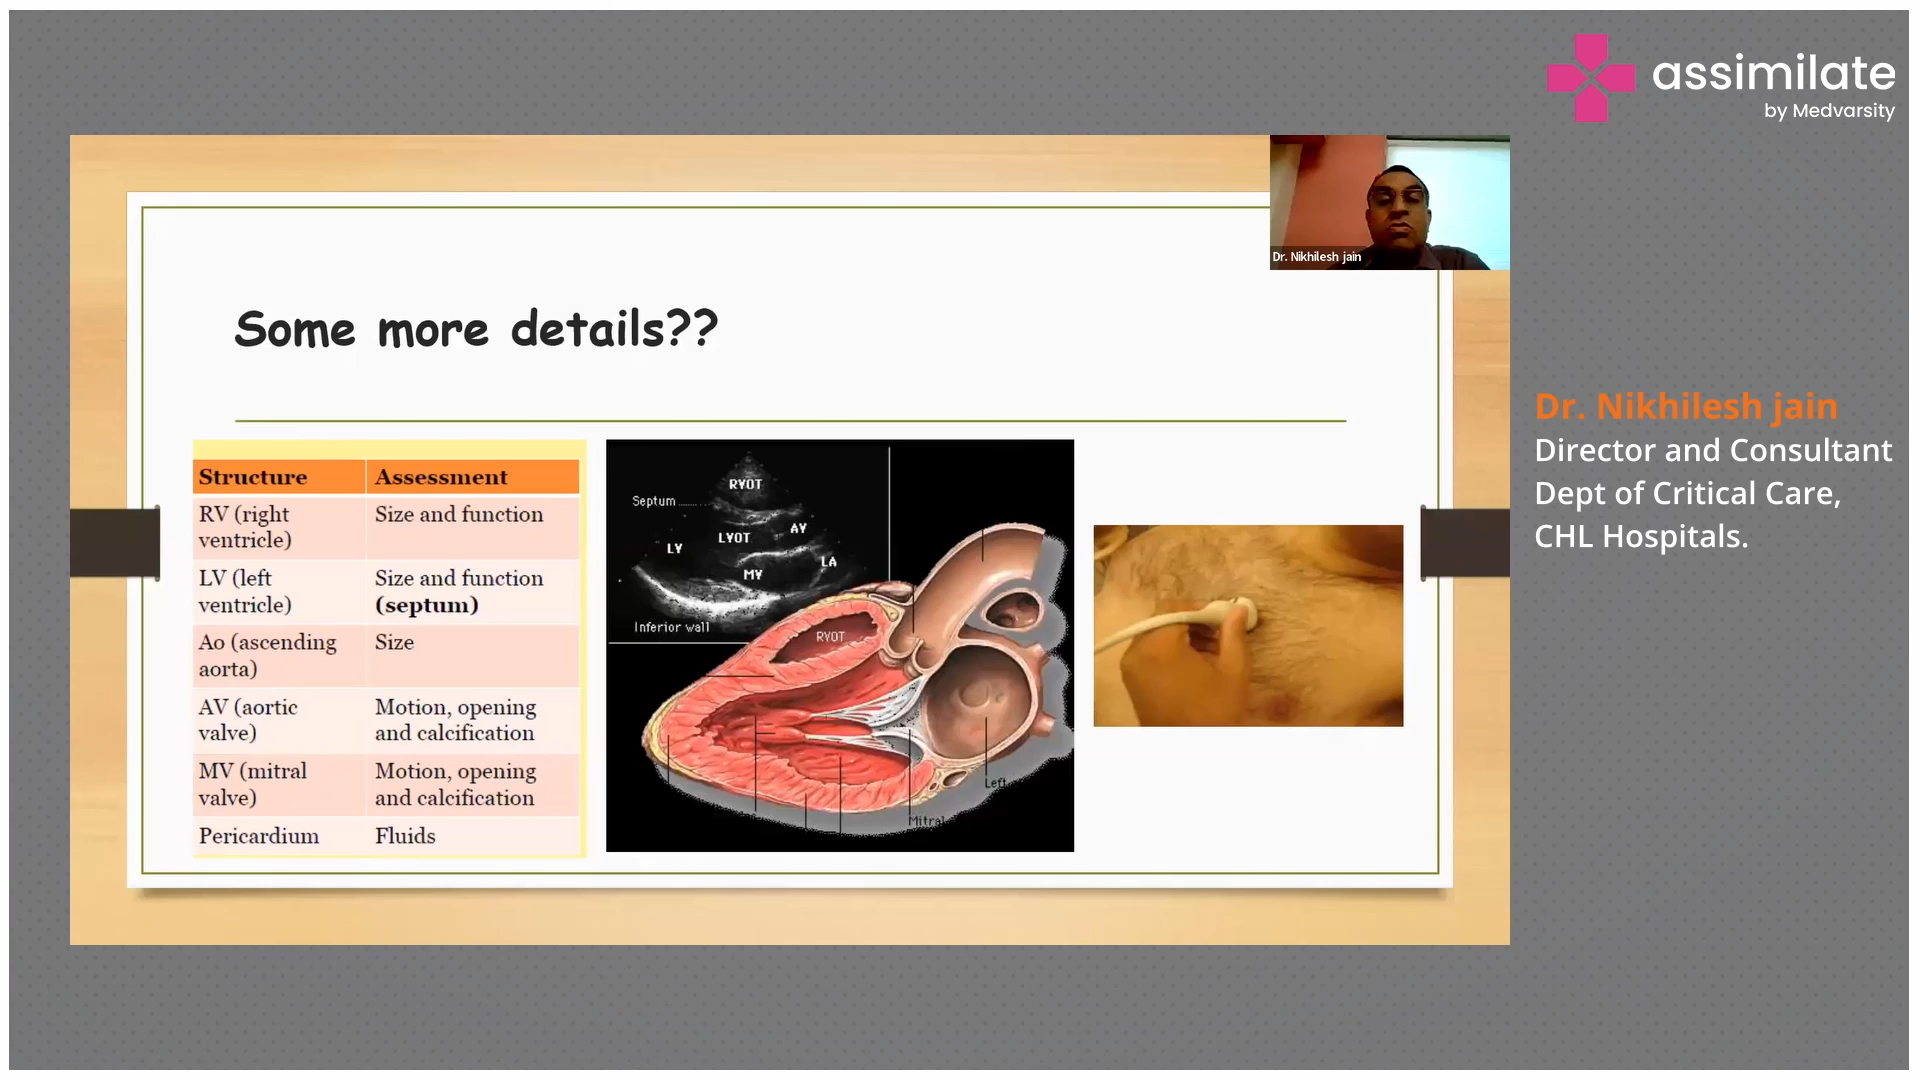 assimilate
by Medvarsity
Dr. Nikhilesh jain
Some more details??
Structure Assessment
RV (right
ventricle)
Size and function
LV (left
ventricle)
Size and function
(septum)
Ao (ascending
aorta)
Size
AV (aortic
valve)
Motion, opening
and calcification
MV (mitral
valve)
Motion, opening
and calcification
Pericardium Fluids
RVOT
Septum
AV
LVOT
LV
LA
MV
Inferior wall
RVOT
Left
Mitral
Dr. Nikhilesh jain
Director and Consultant
Dept of Critical Care,
CHL Hospitals.